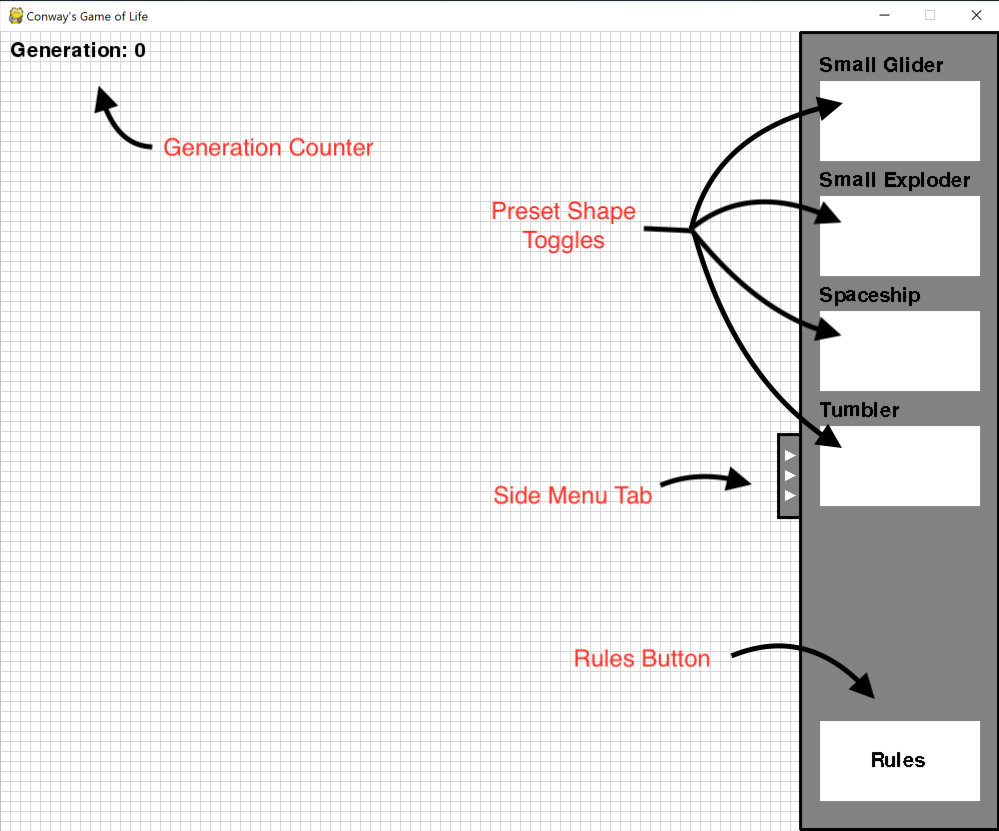 Conway's Game of Life
Generation: 0
Small Glider
Generation Counter
Small Exploder
Preset Shape
Toggles
Spaceship
Tumbler
Side Menu Tab
Rules Button
Rules